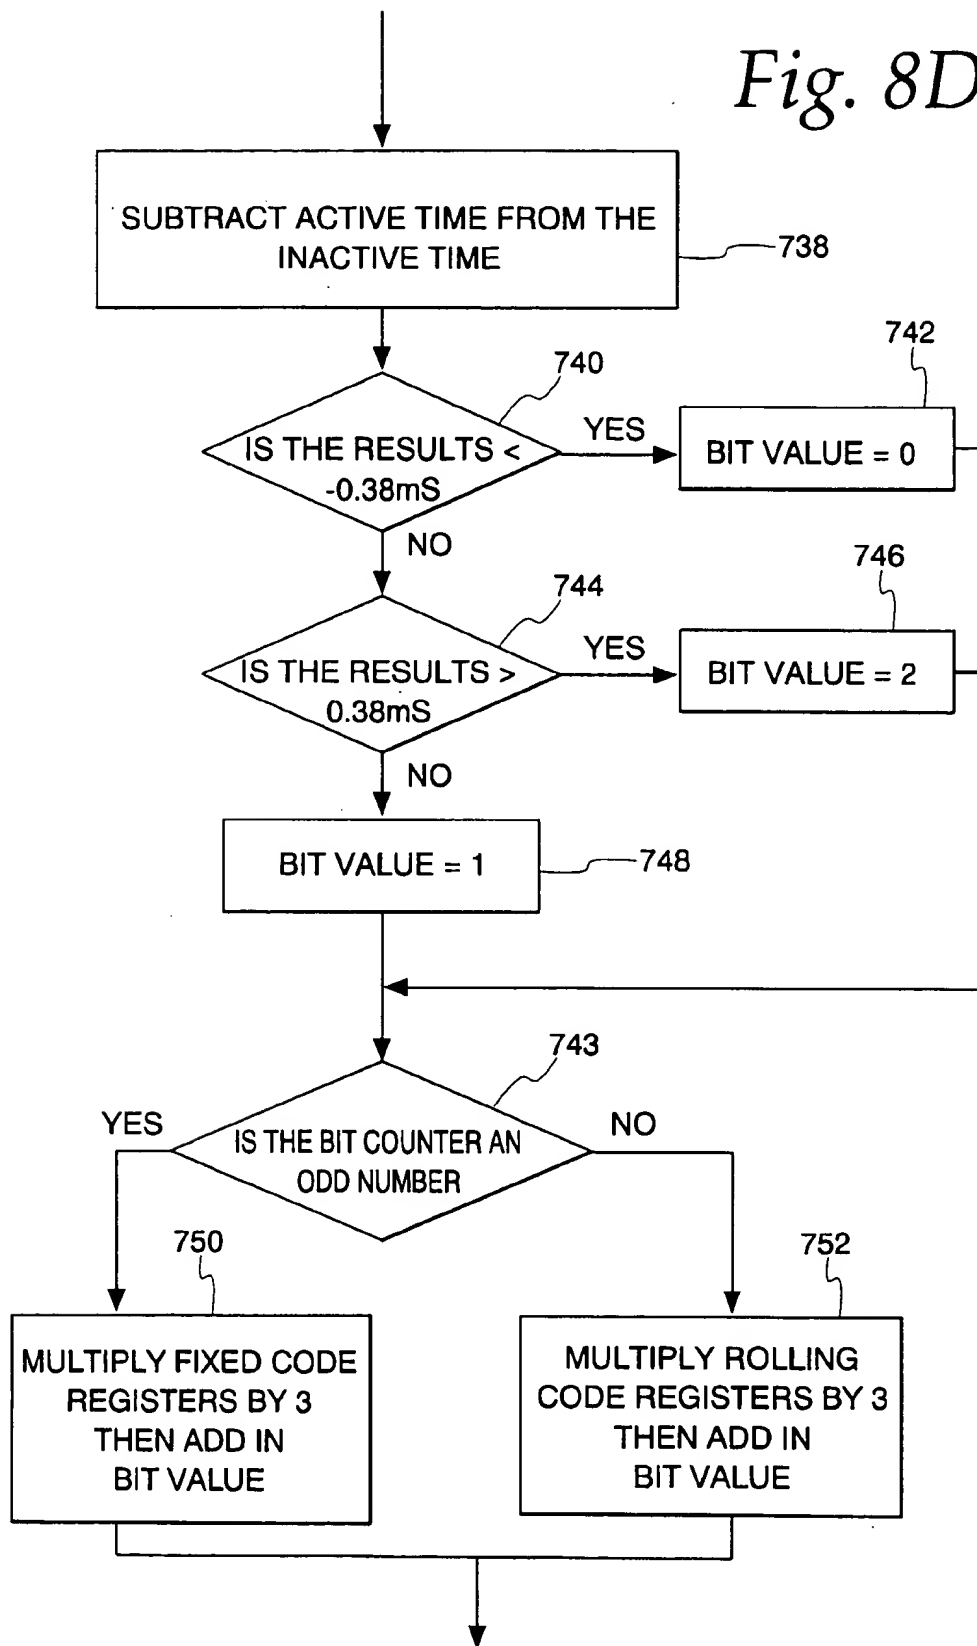 Fig. 8D
SUBTRACT ACTIVE TIME FROM THE
INACTIVE TIME
738
740
742
IS THE RESULTS <
-0.38mS
YES
BIT VALUE = 0
NO
744
746
IS THE RESULTS >
0.38mS
YES
BIT VALUE = 2
NO
BIT VALUE = 1
748
743
YES
IS THE BIT COUNTER AN
ODD NUMBER
NO
750
752
MULTIPLY FIXED CODE
REGISTERS BY 3
THEN ADD IN
BIT VALUE
MULTIPLY ROLLING
CODE REGISTERS BY 3
THEN ADD IN
BIT VALUE